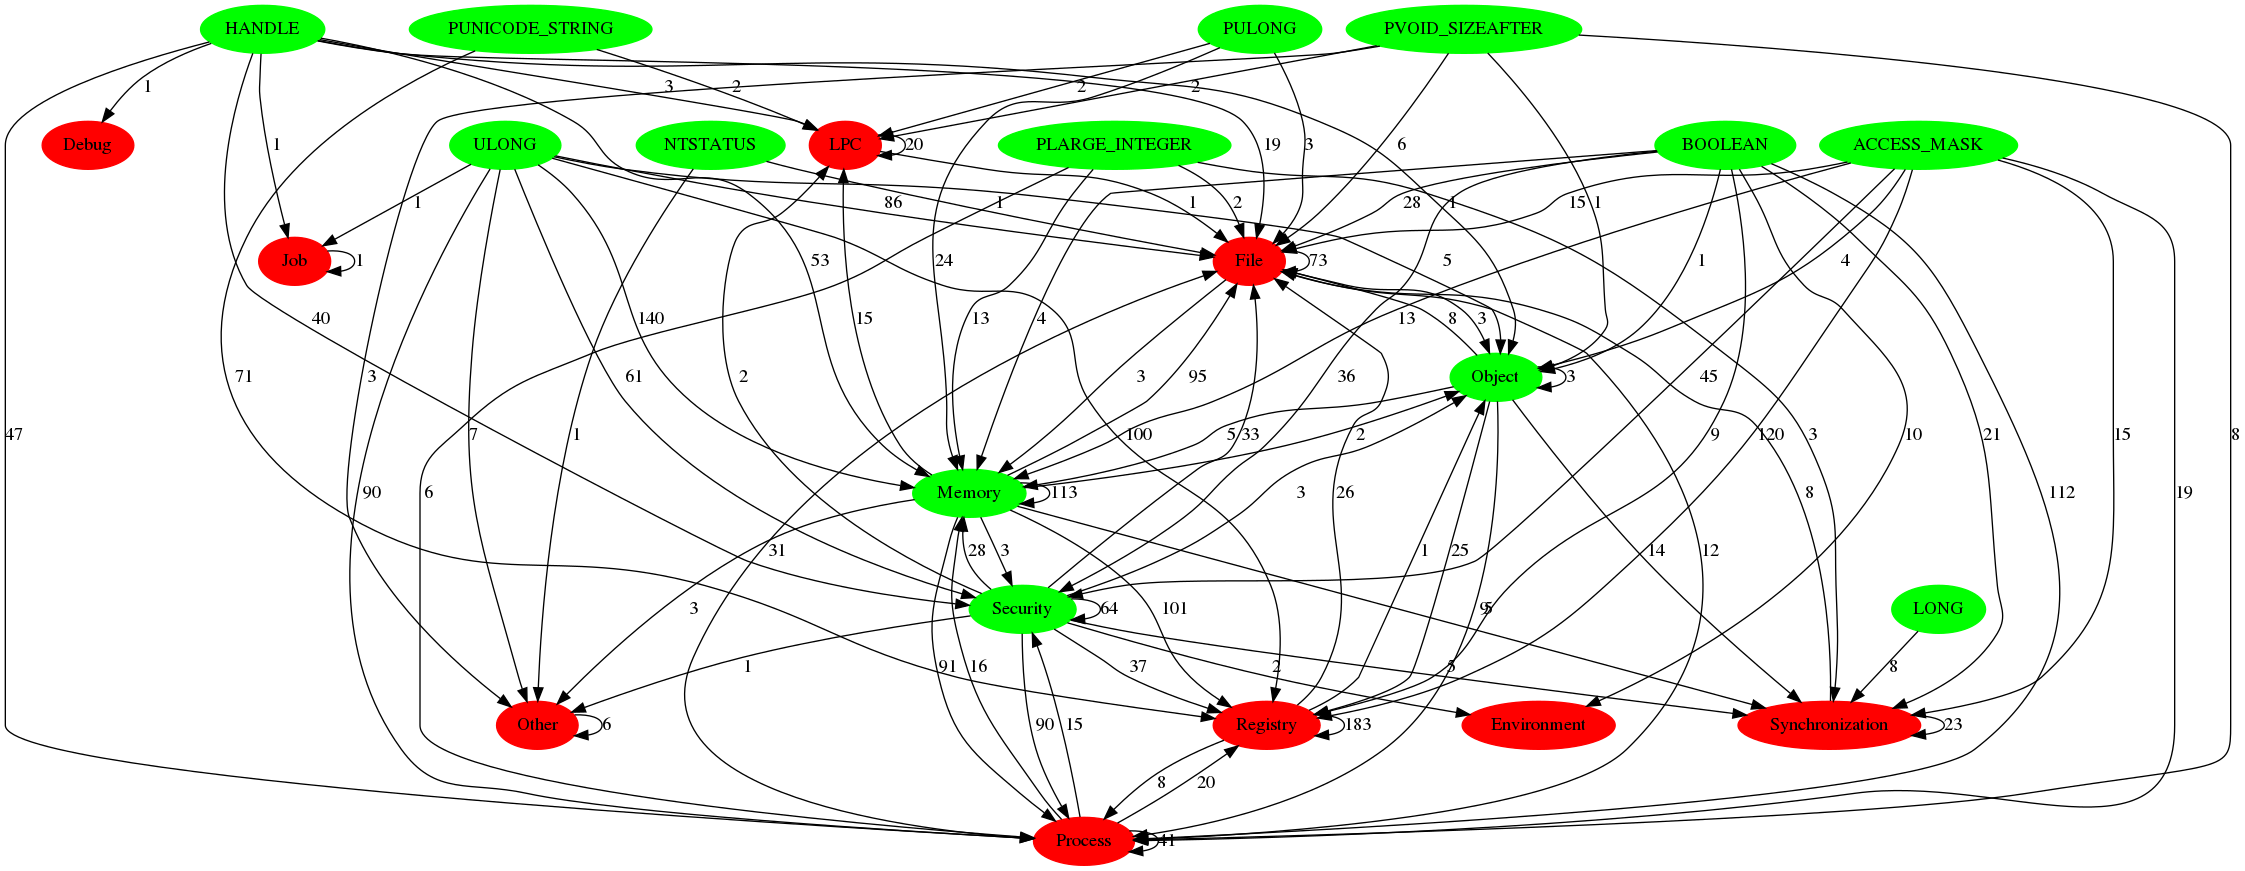 HANDLE PUNICODE_STRING PULONG PVOID_SIZEAFTER
1 3 2 2 2
Debug ULONG NTSTATUS LPC 20 PLARGE_INTEGER BOOLEAN ACCESS_MASK
1 19 3 6
1 86 1 1 2 28 1 1 15
Job 1 53 24 File 73 5 1 4
40 140 15 13 4 13 8 3 3
71 3 61 2 3 95 36 Object 3 45
47 90 7 1 6 100 33 5 2 9 120 3 10 21 15 8
Memory 113 3 26 8 112 19
31 28 3 1 25 14 12
3 101 9 5
Security 64 LONG
1 91 16 90 15 37 2 5 8
Other 6 Registry 183 Environment Synchronization 23
8 20
Process 41